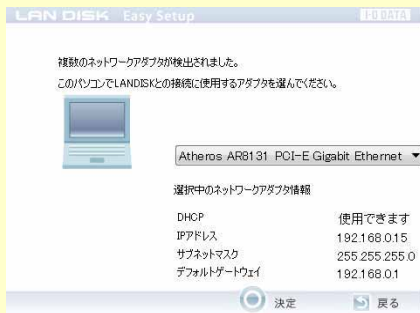 LAN DISK Easy Setup
I-O DATA
複数のネットワークアダプタが検出されました。
このパソコンでLANDISKとの接続に使用するアダプタを選んでください。
Atheros AR8131 PCI-E Gigabit Ethernet
選択中のネットワークアダプタ情報
DHCP 使用できます
IPアドレス 192.168.0.15
サブネットマスク 255.255.255.0
デフォルトゲートウェイ 192.168.0.1
決定 戻る